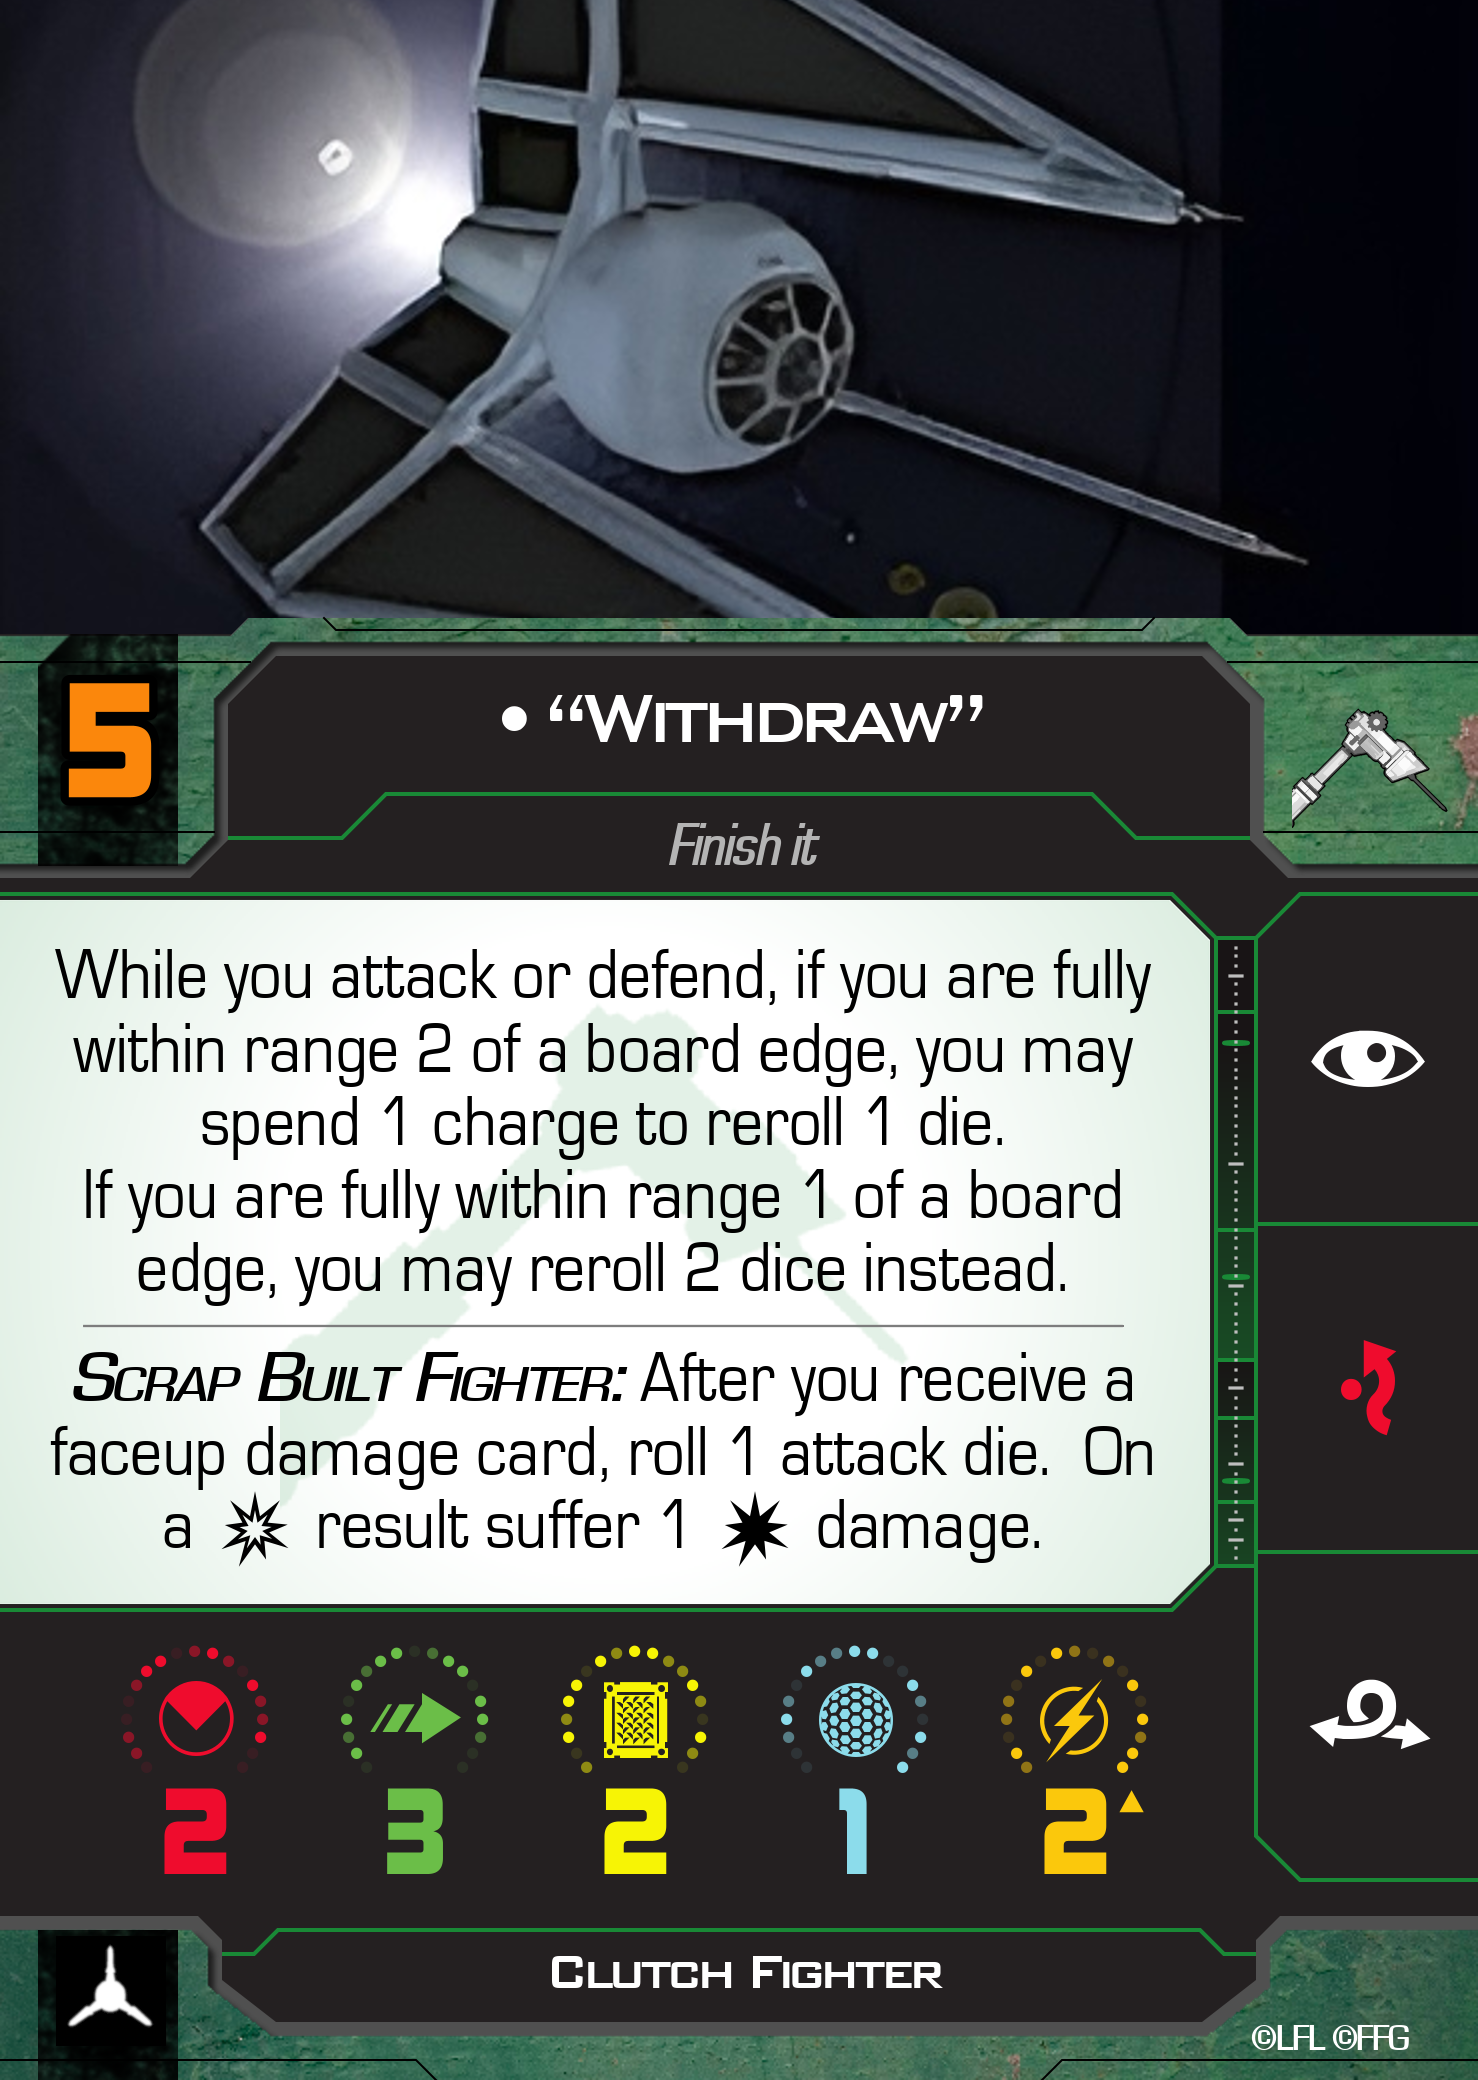 5
• “Withdraw”
Finish it
While you attack or defend, if you are fully
within range 2 of a board edge, you may
spend 1 charge to reroll 1 die.
If you are fully within range 1 of a board
edge, you may reroll 2 dice instead.
Scrap Built Fighter: After you receive a
faceup damage card, roll 1 attack die. On
a result suffer 1 damage.
2 3 2 1 2
Clutch Fighter
©LFL ©FFG